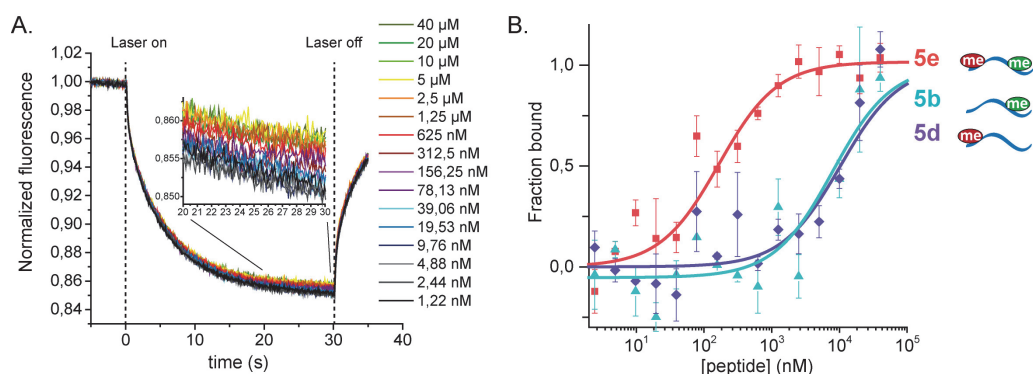 A.
Laser on
Laser off
1,02
1,00
0,98
0,96
0,94
0,92
0,90
0,88
0,86
0,84
Normalized fluorescence
0
10
20
30
40
time (s)
0,860
0,855
0,850
20 21 22 23 24 25 26 27 28 29 30
40 µM
20 µM
10 µM
5 µM
2,5 µM
1,25 µM
625 nM
312,5 nM
156,25 nM
78,13 nM
39,06 nM
19,53 nM
9,76 nM
4,88 nM
2,44 nM
1,22 nM
B.
1,0
0,5
0,0
Fraction bound
10¹
10²
10³
10⁴
10⁵
[peptide] (nM)
5e
me
me
5b
me
5d
me